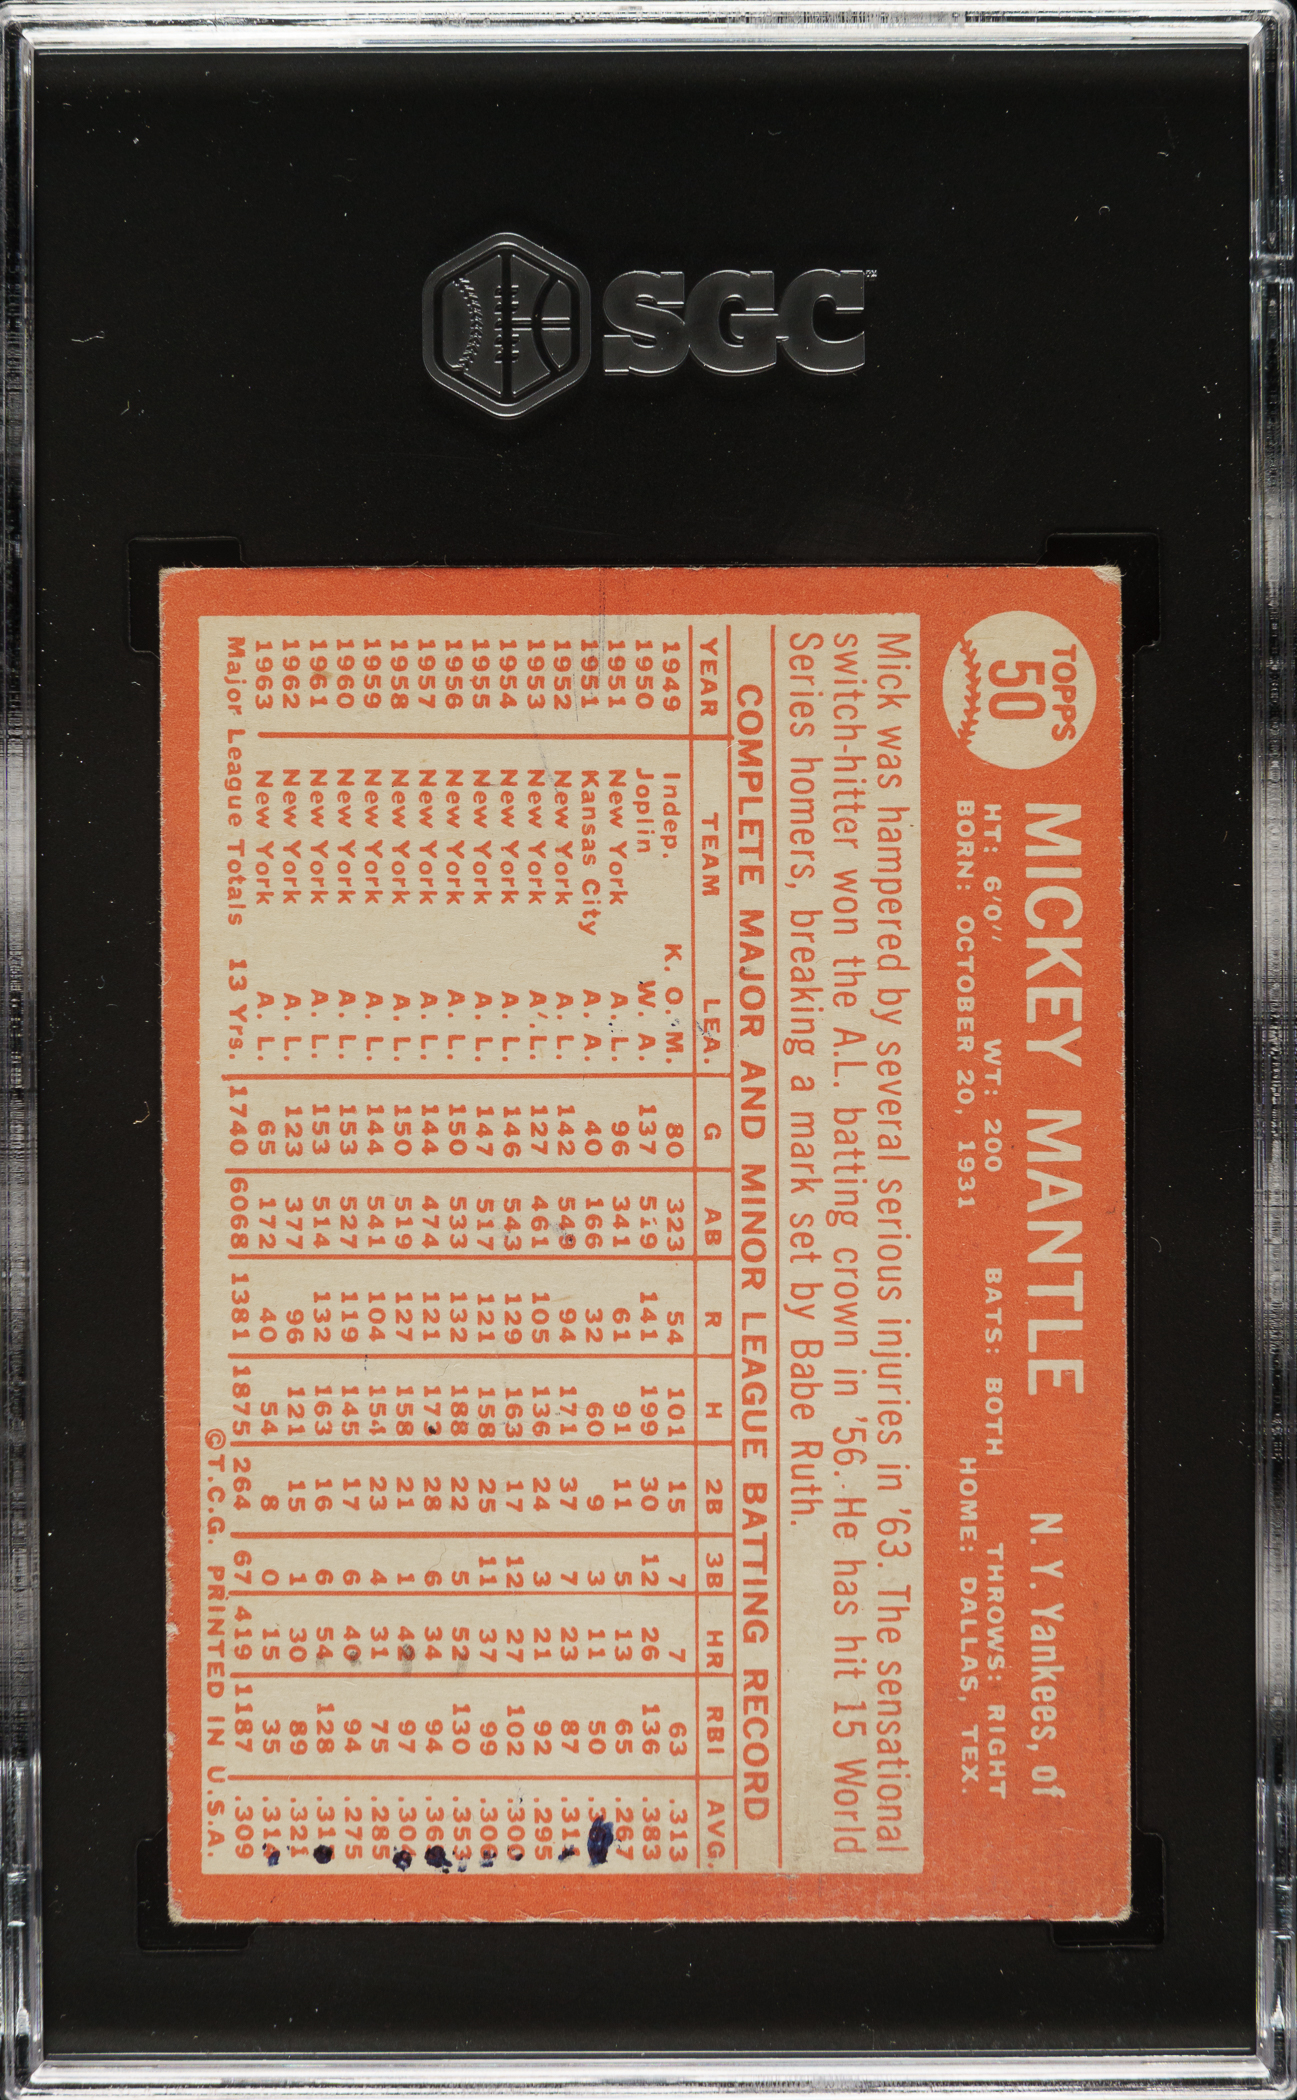 SGC
TM
TOPPS
50
MICKEY MANTLE N. Y. Yankees, of
HT: 6'0'' WT: 200 BATS: BOTH THROWS: RIGHT
BORN: OCTOBER 20, 1931 HOME: DALLAS, TEX.
Mick was hampered by several serious injuries in '63. The sensational
switch-hitter won the A.L. batting crown in '56. He has hit 15 World
Series homers, breaking a mark set by Babe Ruth.
COMPLETE MAJOR AND MINOR LEAGUE BATTING RECORD
YEAR TEAM LEA. G AB R H 2B 3B HR RBI AVG.
1949 Indep. K. O. M. 80 323 54 101 15 7 7 63 .313
1950 Joplin W. A. 137 519 141 199 30 12 26 136 .383
1951 New York A. L. 96 341 61 91 11 5 13 65 .267
1951 Kansas City A. A. 40 166 32 60 9 3 11 50
1952 New York A. L. 142 549 94 171 37 7 23 87 .311
1953 New York A. L. 127 461 105 136 24 3 21 92 .295
1954 New York A. L. 146 543 129 163 17 12 27 102 .300
1955 New York A. L. 147 517 121 158 25 11 37 99 .306
1956 New York A. L. 150 533 132 188 22 5 52 130 .353
1957 New York A. L. 144 474 121 173 28 6 34 94 .365
1958 New York A. L. 150 519 127 158 21 1 42 97 .304
1959 New York A. L. 144 541 104 154 23 4 31 75 .285
1960 New York A. L. 153 527 119 145 17 6 40 94 .275
1961 New York A. L. 153 514 132 163 16 6 54 128 .317
1962 New York A. L. 123 377 96 121 15 1 30 89 .321
1963 New York A. L. 65 172 40 54 8 0 15 35 .314
Major League Totals 13 Yrs. 1740 6068 1381 1875 264 67 419 1187 .309
©T.C.G. PRINTED IN U.S.A.